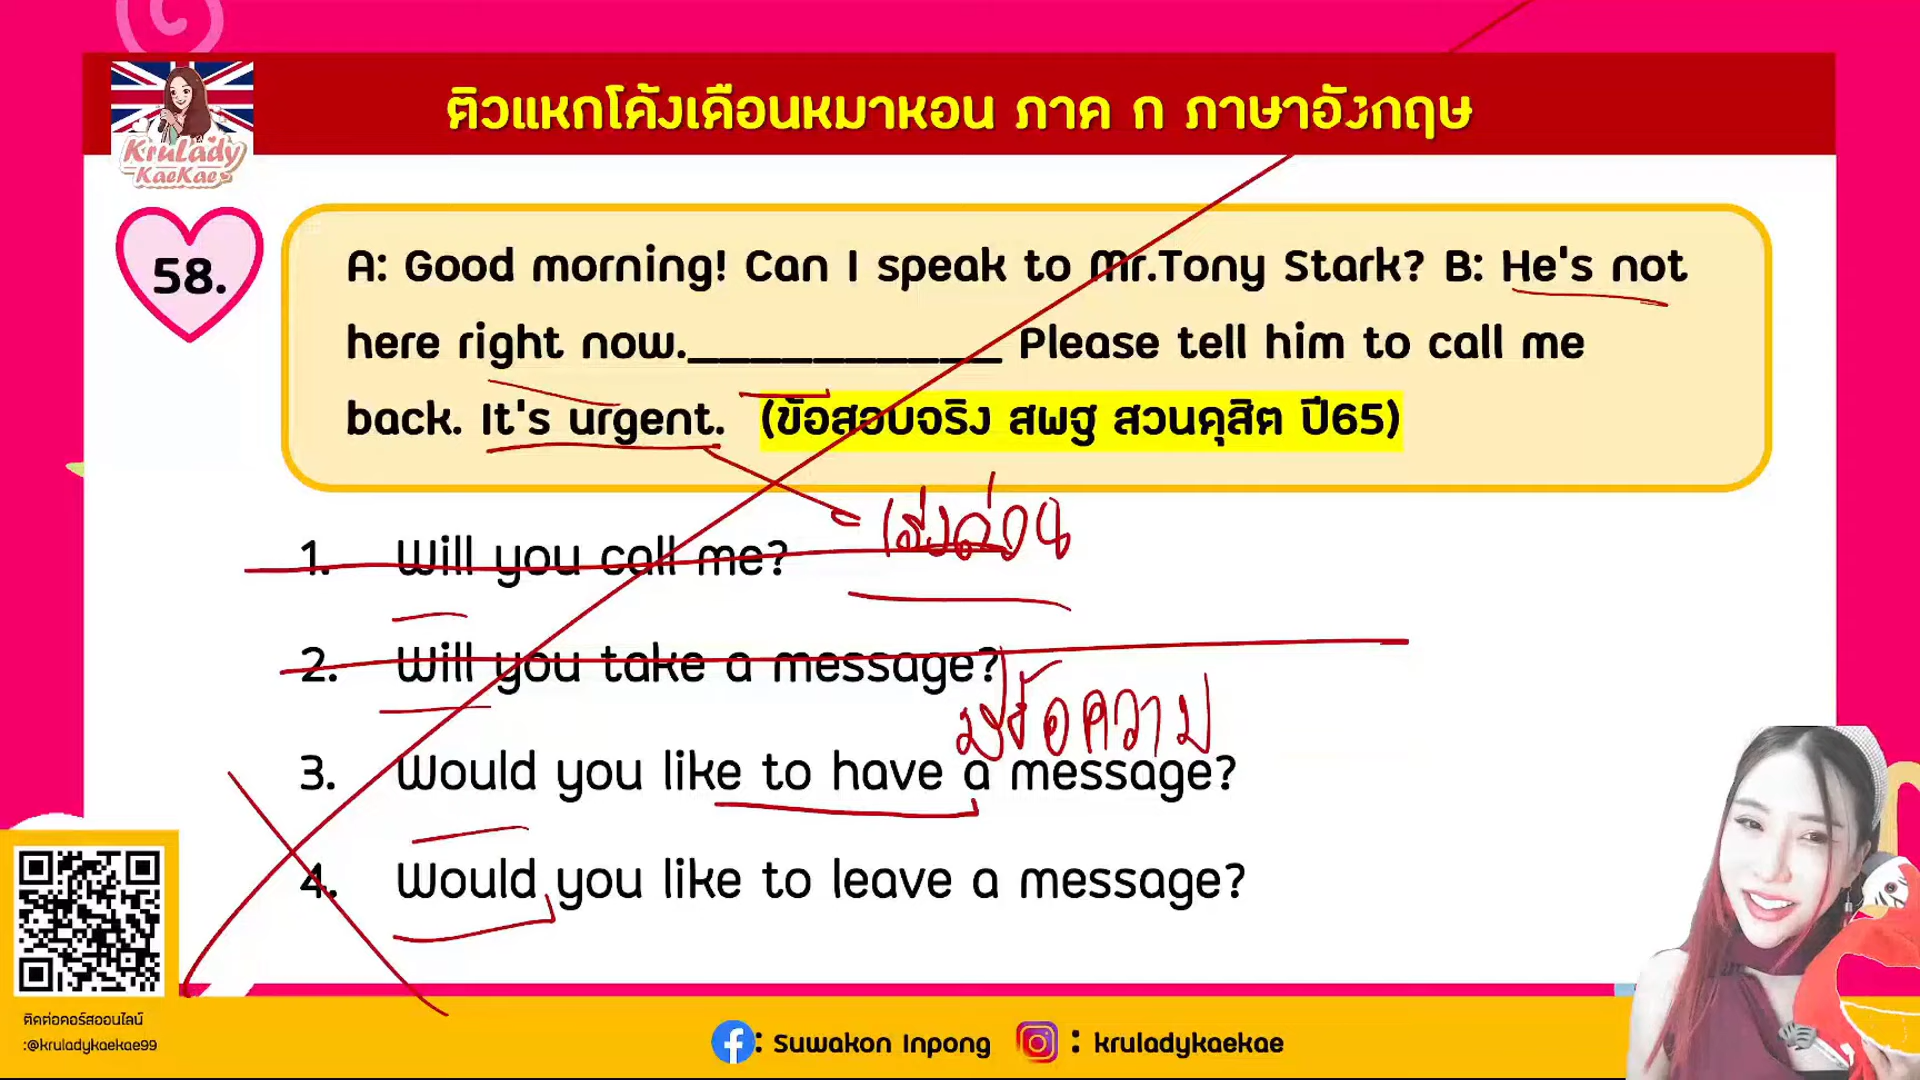 ติวแหกโค้งเดือนหมาหอน ภาค ก ภาษาอังกฤษ
KruLady
KaeKae
58.
A: Good morning! Can I speak to Mr.Tony Stark? B: He's not
here right now.__________ Please tell him to call me
back. It's urgent. (ข้อสอบจริง สพฐ สวนดุสิต ปี65)
เร่งด่วน
1. Will you call me?
2. Will you take a message?
มีข้อความ
3. Would you like to have a message?
4. Would you like to leave a message?
ติดต่อคอร์สออนไลน์
:@kruladykaekae99
: Suwakon Inpong : kruladykaekae